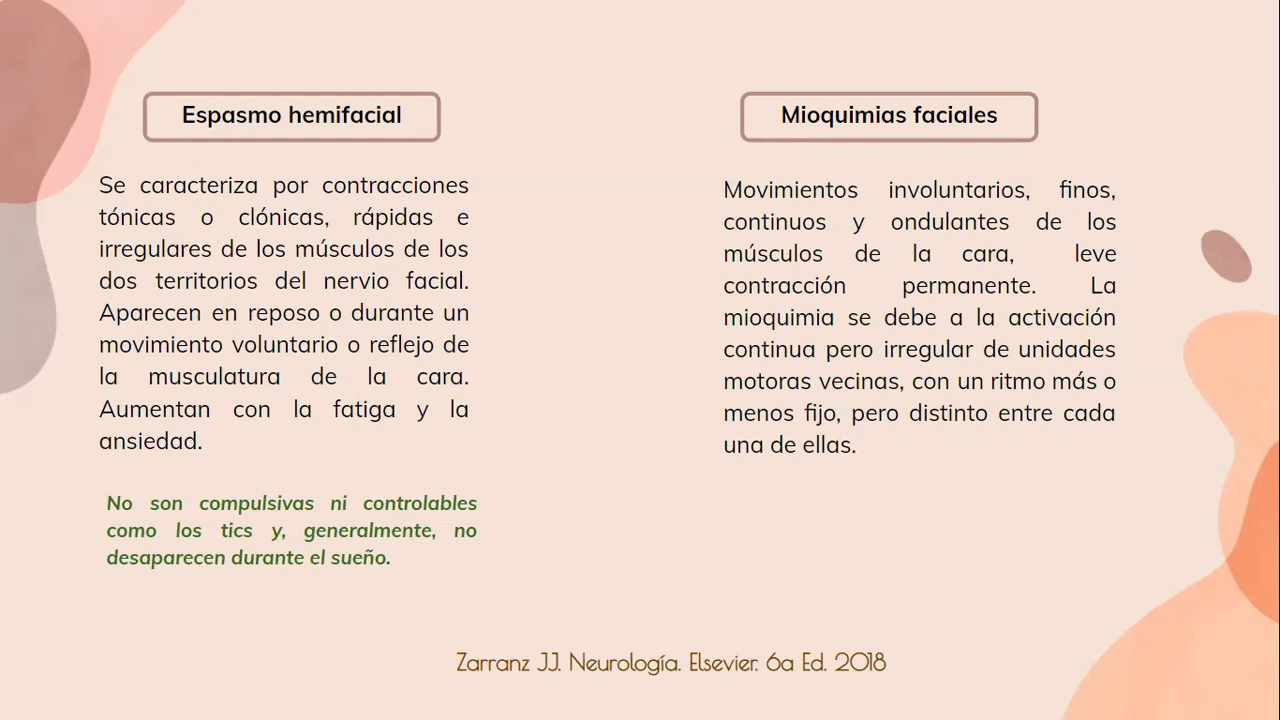 Espasmo hemifacial
Se caracteriza por contracciones
tónicas o clónicas, rápidas e
irregulares de los músculos de los
dos territorios del nervio facial.
Aparecen en reposo o durante un
movimiento voluntario o reflejo de
la musculatura de la cara.
Aumentan con la fatiga y la
ansiedad.
No son compulsivas ni controlables
como los tics y, generalmente, no
desaparecen durante el sueño.
Mioquimias faciales
Movimientos involuntarios, finos,
continuos y ondulantes de los
músculos de la cara, leve
contracción permanente. La
mioquimia se debe a la activación
continua pero irregular de unidades
motoras vecinas, con un ritmo más o
menos fijo, pero distinto entre cada
una de ellas.
Zarranz JJ. Neurología. Elsevier. 6a Ed. 2018